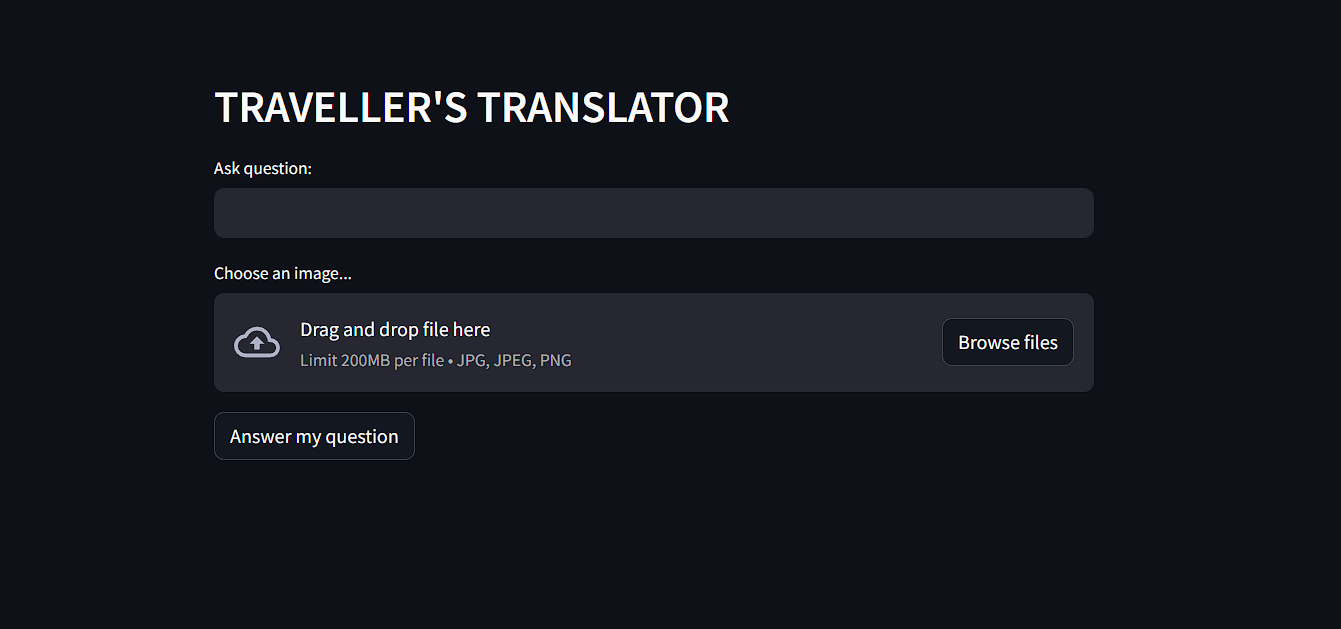 TRAVELLER'S TRANSLATOR
Ask question:
Choose an image...
Drag and drop file here
Limit 200MB per file • JPG, JPEG, PNG
Browse files
Answer my question